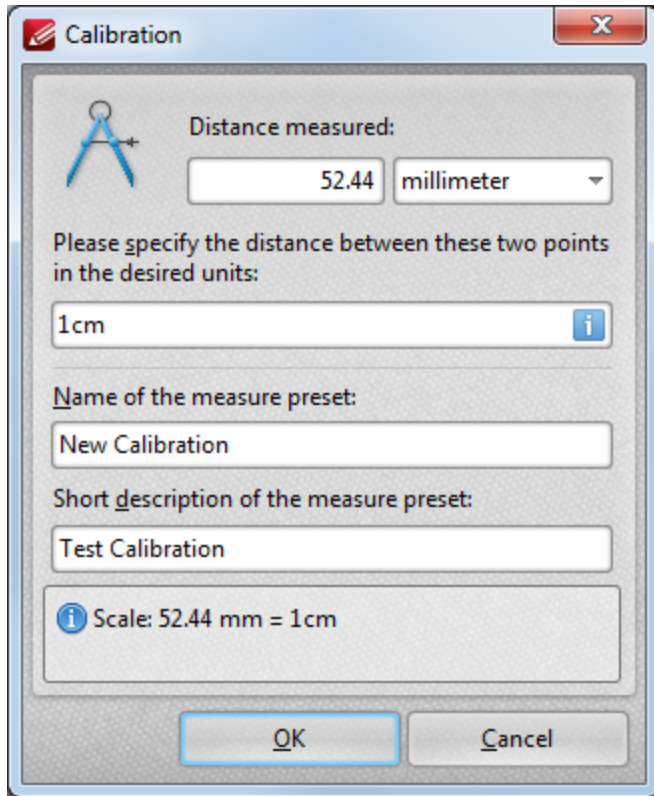 Calibration
Distance measured:
52.44 millimeter
Please specify the distance between these two points
in the desired units:
1cm
Name of the measure preset:
New Calibration
Short description of the measure preset:
Test Calibration
Scale: 52.44 mm = 1cm
OK Cancel